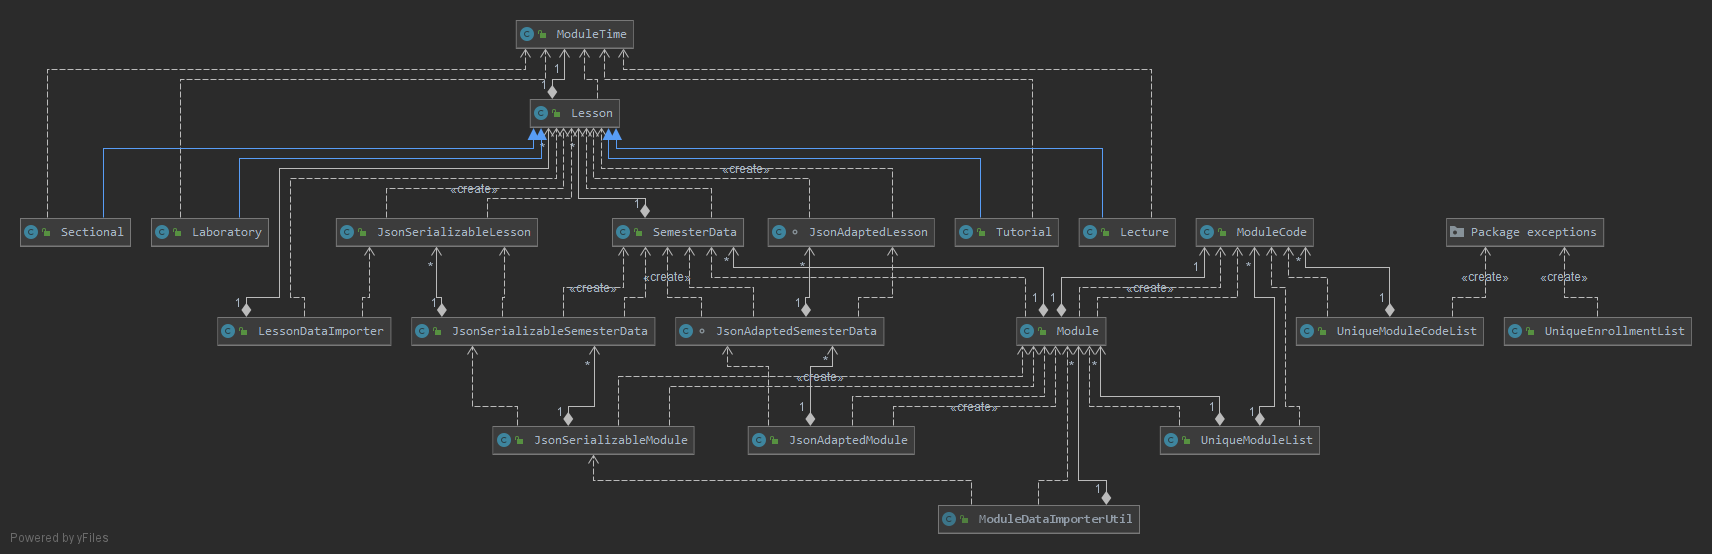 ModuleTime
1
1
Lesson
*
*
«create»
«create»
1
Sectional
Laboratory
JsonSerializableLesson
SemesterData
JsonAdaptedLesson
Tutorial
Lecture
ModuleCode
Package exceptions
*
*
*
1
*
*
«create»
«create»
«create»
«create»
«create»
1
1
1
1
1
1
1
LessonDataImporter
JsonSerializableSemesterData
JsonAdaptedSemesterData
Module
UniqueModuleCodeList
UniqueEnrollmentList
*
*
*
*
«create»
«create»
1
1
1
1
JsonSerializableModule
JsonAdaptedModule
UniqueModuleList
1
ModuleDataImporterUtil
Powered by yFiles